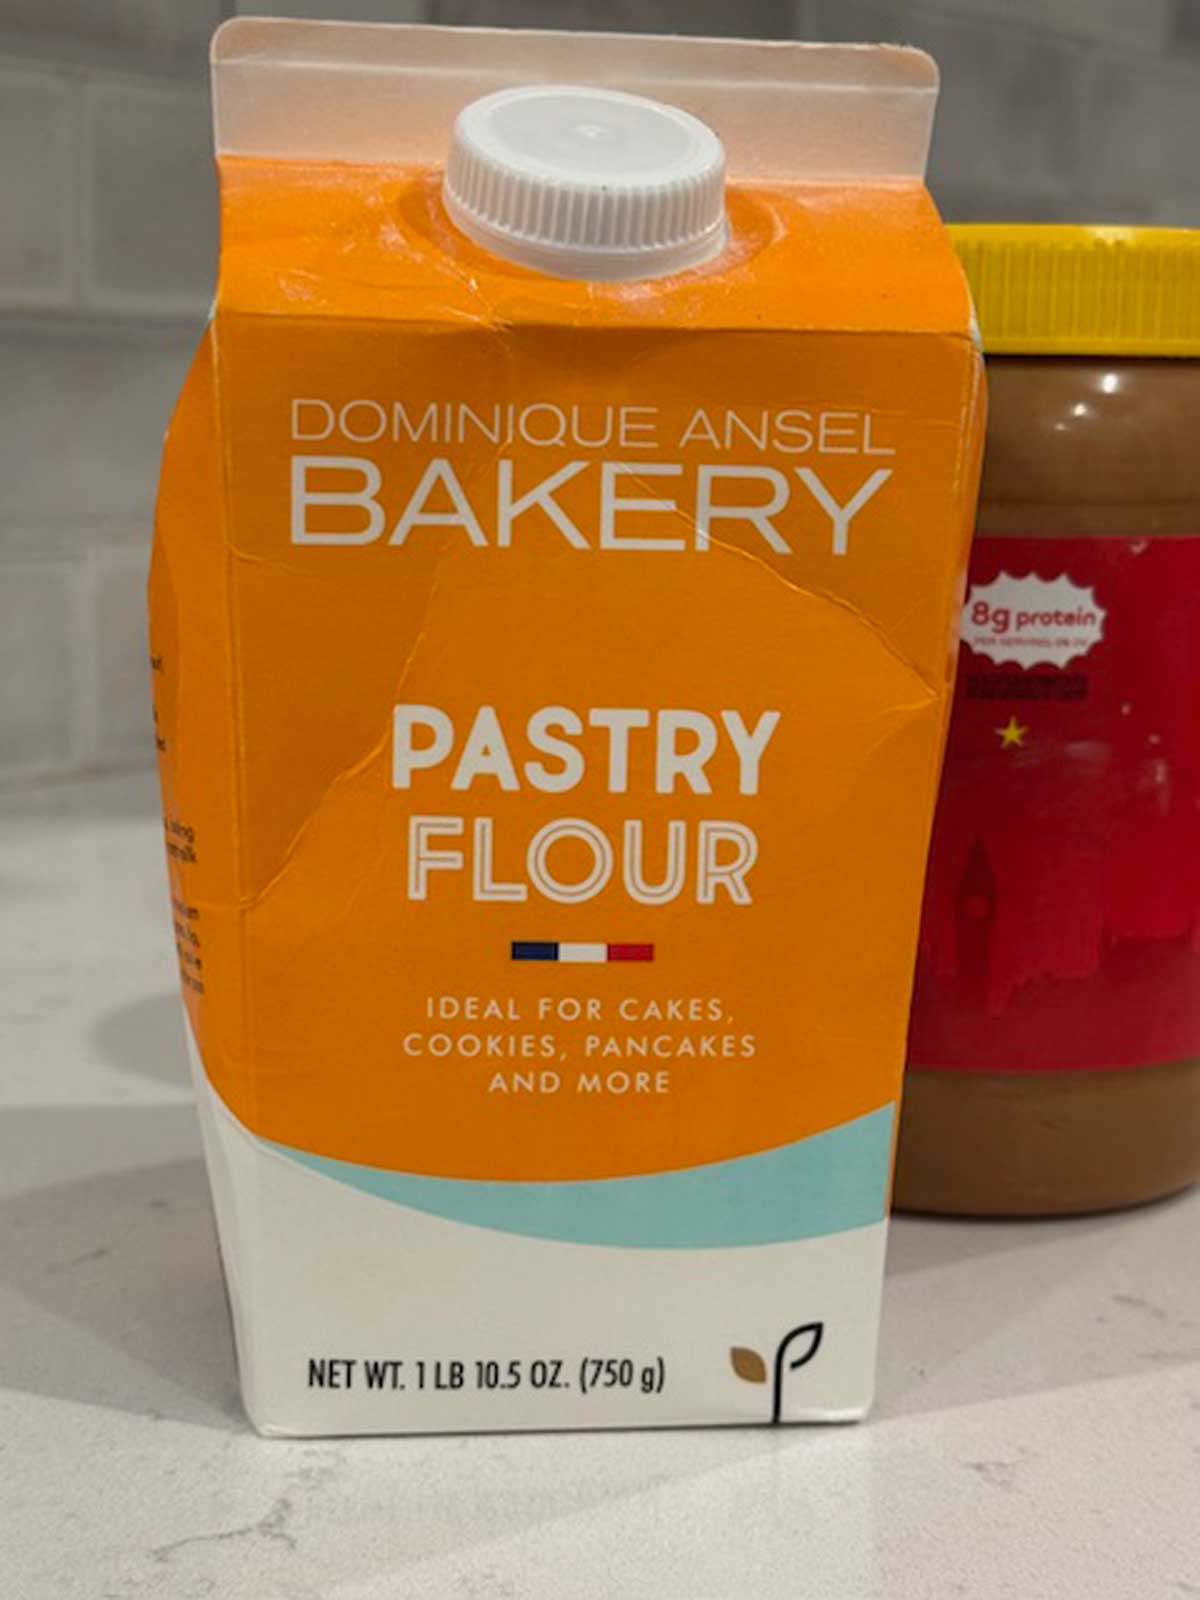 DOMINIQUE ANSEL
BAKERY
PASTRY
FLOUR
IDEAL FOR CAKES,
COOKIES, PANCAKES
AND MORE
NET WT. 1 LB 10.5 OZ. (750 g)
8g protein